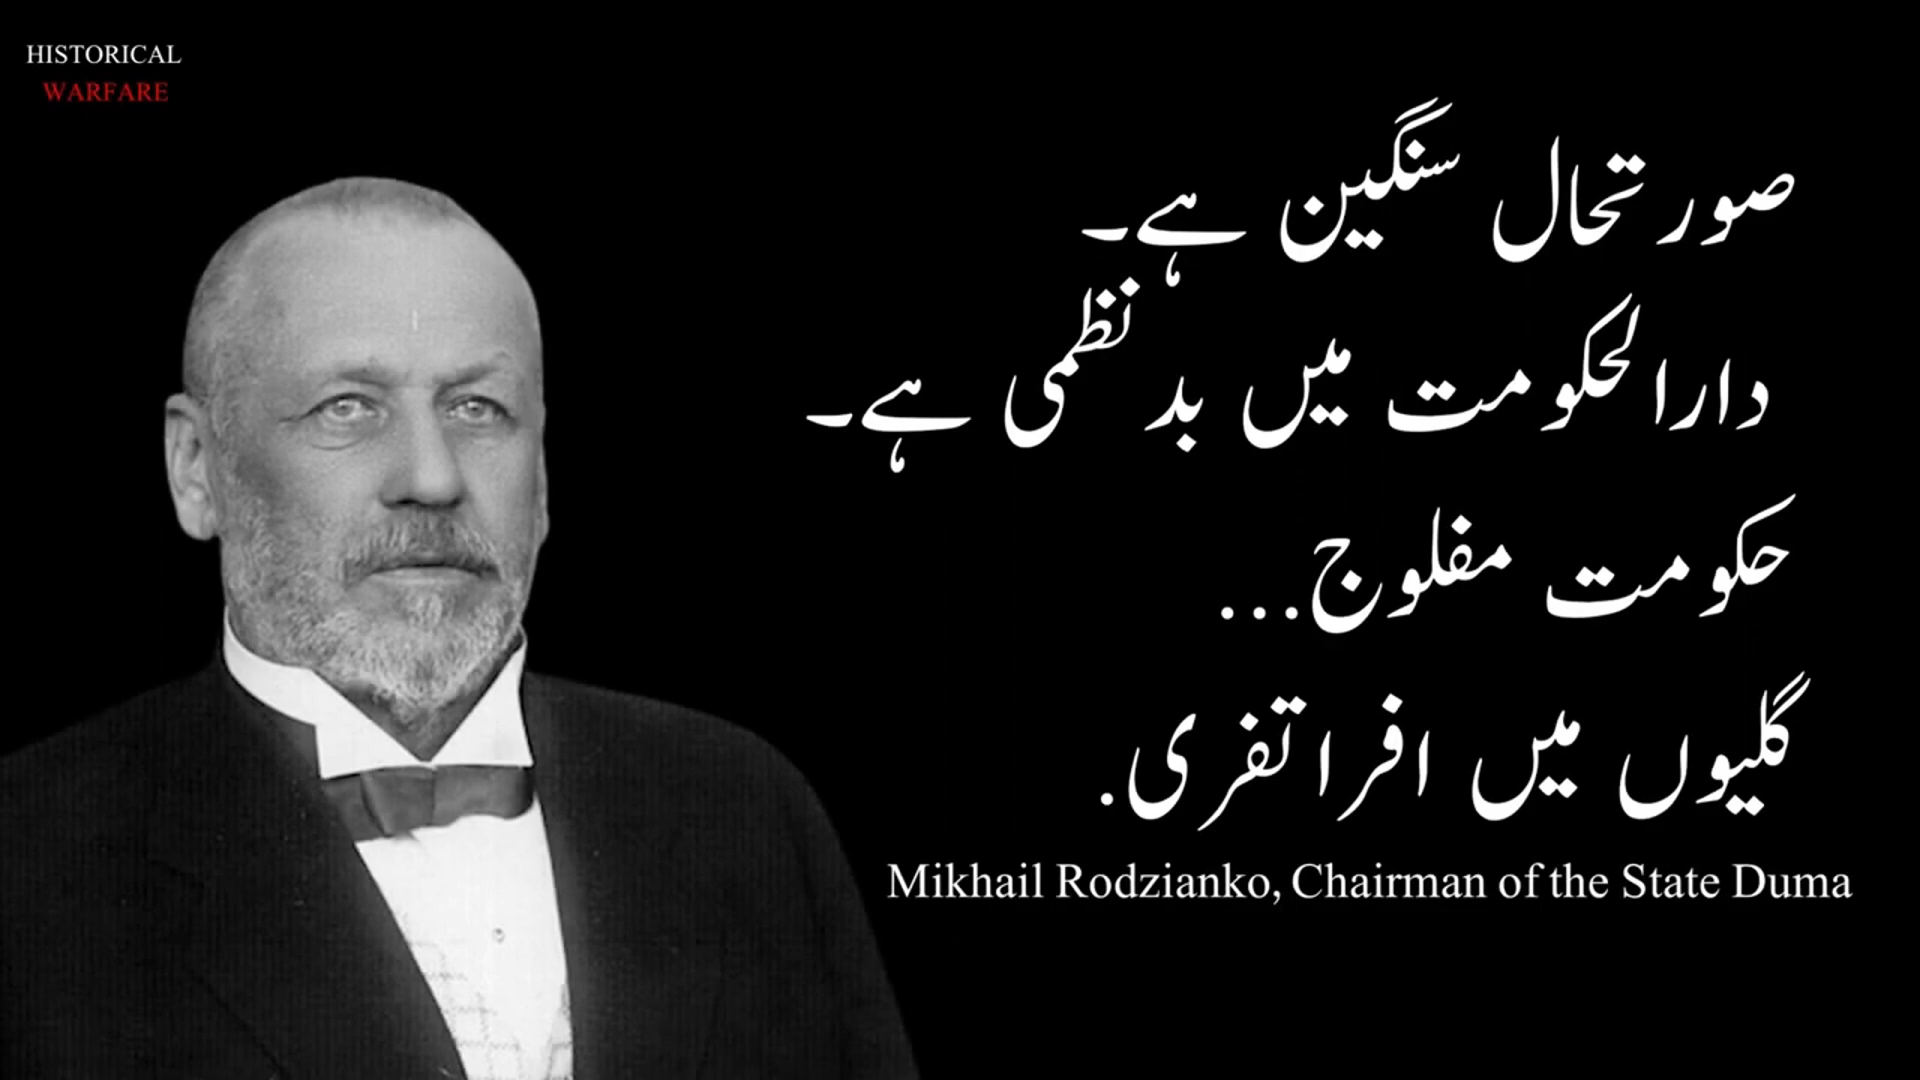 HISTORICAL
WARFARE
صورتحال سنگین ہے۔
دارالحکومت میں بدنظمی ہے۔
حکومت مفلوج...
گلیوں میں افراتفری.
Mikhail Rodzianko, Chairman of the State Duma